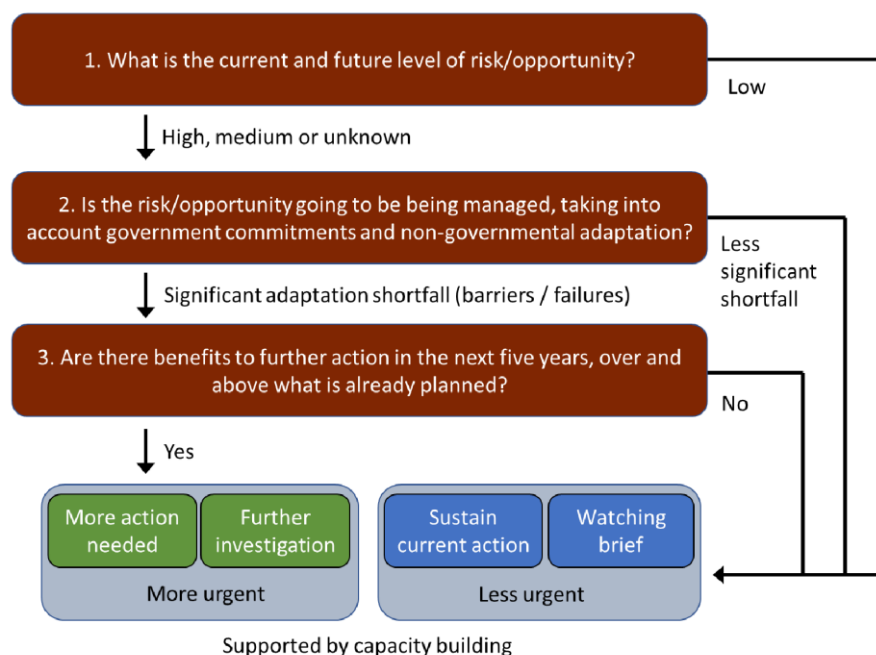 1. What is the current and future level of risk/opportunity?
Low
High, medium or unknown
2. Is the risk/opportunity going to be being managed, taking into
account government commitments and non-governmental adaptation?
Less
significant
shortfall
Significant adaptation shortfall (barriers / failures)
3. Are there benefits to further action in the next five years, over and
above what is already planned?
No
Yes
More action
needed
Further
investigation
Sustain
current action
Watching
brief
More urgent
Less urgent
Supported by capacity building